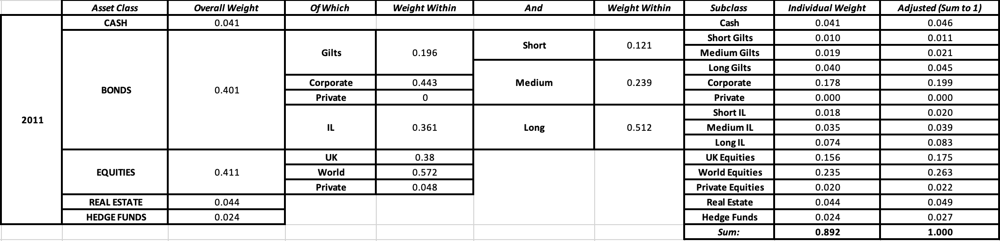 Asset Class Overall Weight Of Which Weight Within And Weight Within Subclass Individual Weight Adjusted (Sum to 1)
CASH 0.041 Cash 0.041 0.046
Short Gilts 0.010 0.011
Short 0.121
Gilts 0.196 Medium Gilts 0.019 0.021
Long Gilts 0.040 0.045
Corporate 0.443 Medium 0.239 Corporate 0.178 0.199
BONDS 0.401
Private 0 Private 0.000 0.000
Short IL 0.018 0.020
2011
IL 0.361 Long 0.512 Medium IL 0.035 0.039
Long IL 0.074 0.083
UK 0.38 UK Equities 0.156 0.175
EQUITIES 0.411 World 0.572 World Equities 0.235 0.263
Private 0.048 Private Equities 0.020 0.022
REAL ESTATE 0.044 Real Estate 0.044 0.049
HEDGE FUNDS 0.024 Hedge Funds 0.024 0.027
Sum: 0.892 1.000